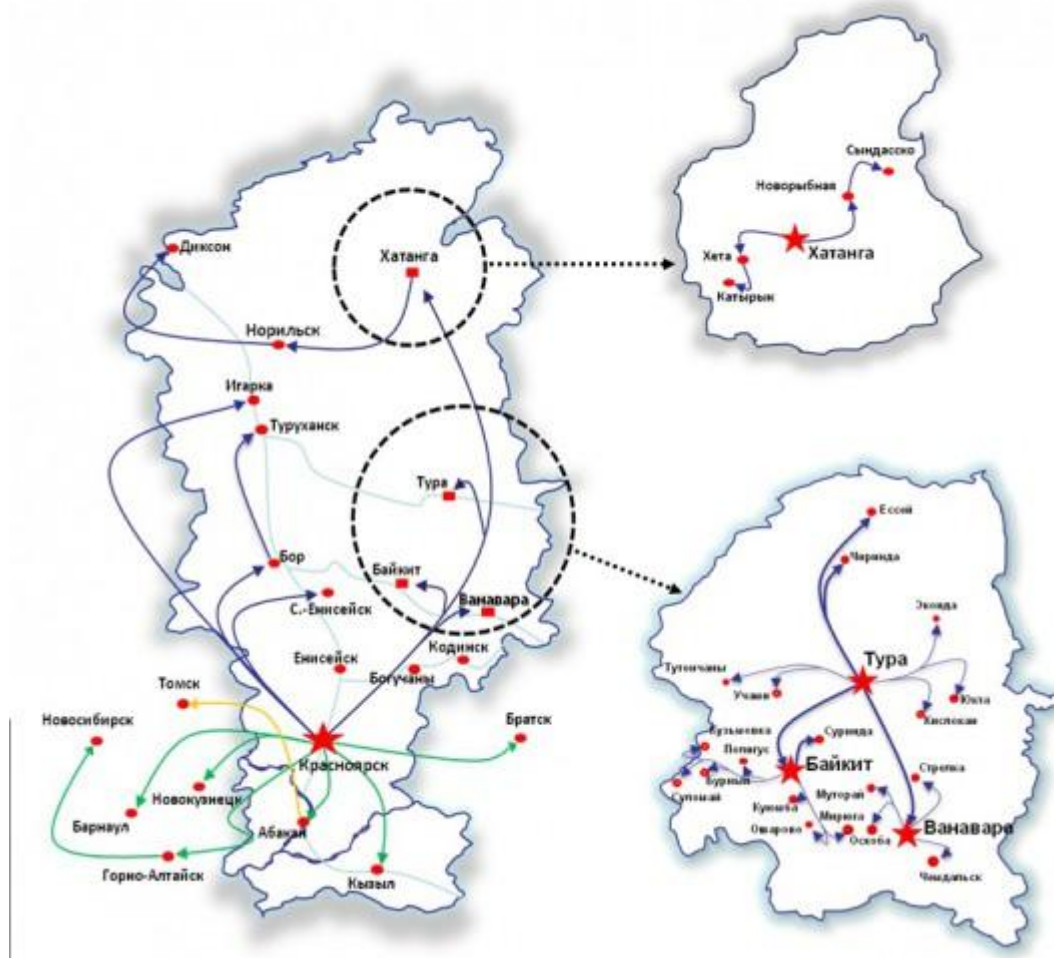 Диксон
Хатанга
Норильск
Игарка
Туруханск
Тура
Бор
Байкит
С.-Енисейск
Ванавара
Енисейск
Богучаны
Кодинск
Томск
Новосибирск
Братск
Красноярск
Новокузнецк
Барнаул
Абакан
Горно-Алтайск
Кызыл
Сындасско
Новорыбная
Хатанга
Хета
Катырык
Ессей
Чиринда
Эконда
Тура
Тутончаны
Учами
Юкта
Кислокан
Кузьмовка
Суринда
Полигус
Байкит
Бурный
Суломай
Стрелка
Муторай
Куюмба
Мирюга
Ванавара
Ошарово
Оскоба
Чемдальск